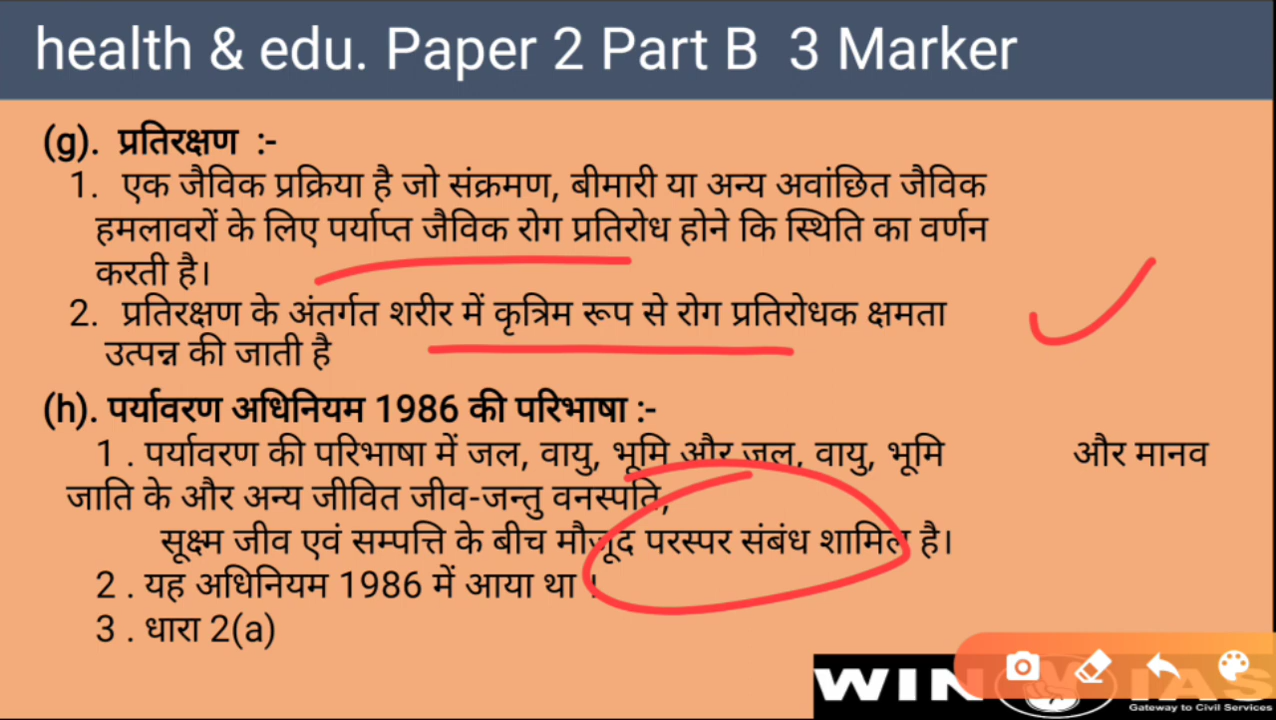 health & edu. Paper 2 Part B 3 Marker
(g). प्रतिरक्षण :-
1. एक जैविक प्रक्रिया है जो संक्रमण, बीमारी या अन्य अवांछित जैविक
हमलावरों के लिए पर्याप्त जैविक रोग प्रतिरोध होने कि स्थिति का वर्णन
करती है।
2. प्रतिरक्षण के अंतर्गत शरीर में कृत्रिम रूप से रोग प्रतिरोधक क्षमता
उत्पन्न की जाती है
(h). पर्यावरण अधिनियम 1986 की परिभाषा :-
1 . पर्यावरण की परिभाषा में जल, वायु, भूमि और जल, वायु, भूमि और मानव
जाति के और अन्य जीवित जीव-जन्तु वनस्पति,
सूक्ष्म जीव एवं सम्पत्ति के बीच मौजूद परस्पर संबंध शामिल है।
2 . यह अधिनियम 1986 में आया था ।
3 . धारा 2(a)
WIN IAS
Gateway to Civil Services